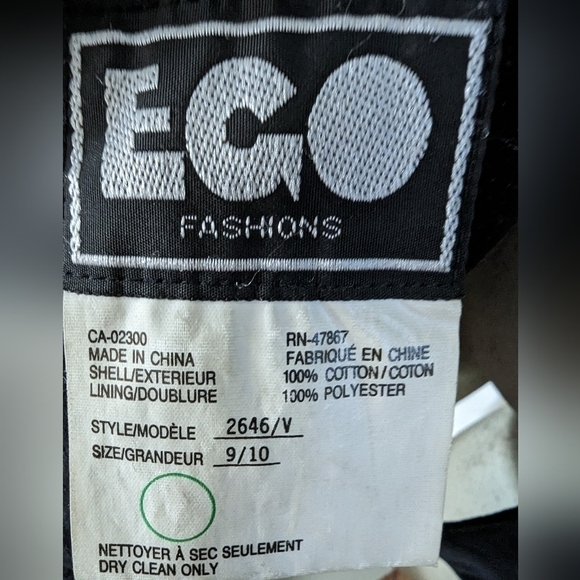 EGO
FASHIONS
CA-02300 RN-47867
MADE IN CHINA FABRIQUÉ EN CHINE
SHELL/EXTERIEUR 100% COTTON/COTON
LINING/DOUBLURE 100% POLYESTER
STYLE/MODÈLE 2646/V
SIZE/GRANDEUR 9/10
NETTOYER À SEC SEULEMENT
DRY CLEAN ONLY